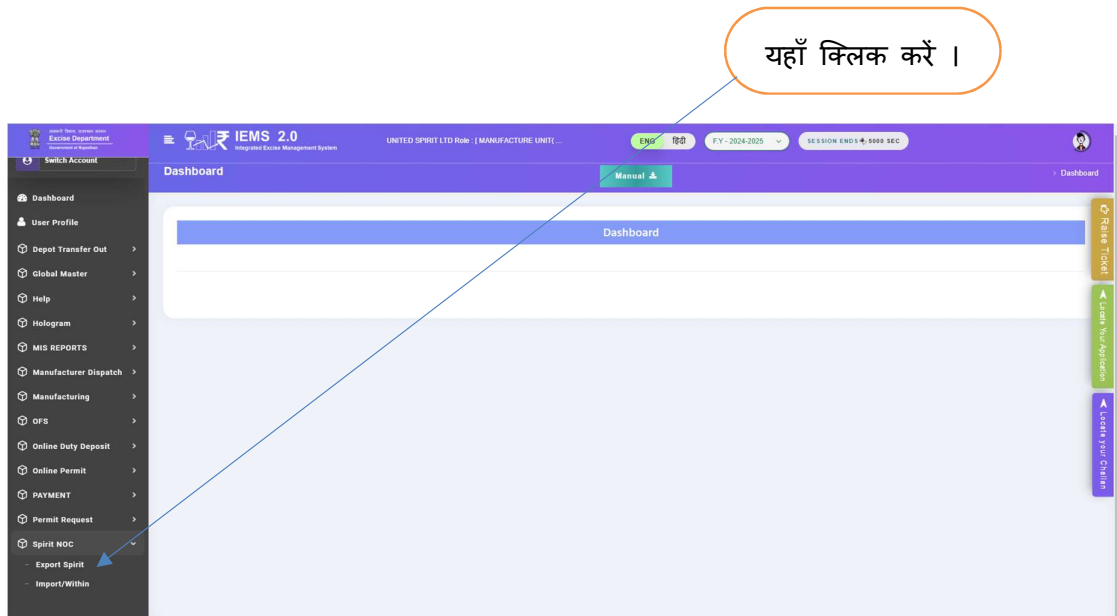 यहाँ क्लिक करें ।
Excise Department
Government of Rajasthan
IEMS 2.0
Integrated Excise Management System
UNITED SPIRIT LTD Role : [ MANUFACTURE UNIT( ...
ENG हिंदी
F.Y - 2024-2025
SESSION ENDS 5000 SEC
Switch Account
Dashboard
Manual
> Dashboard
Dashboard
User Profile
Depot Transfer Out
Global Master
Help
Hologram
MIS REPORTS
Manufacturer Dispatch
Manufacturing
OFS
Online Duty Deposit
Online Permit
PAYMENT
Permit Request
Spirit NOC
- Export Spirit
- Import/Within
Dashboard
Raise Ticket
Locate Your Application
Locate your Challan